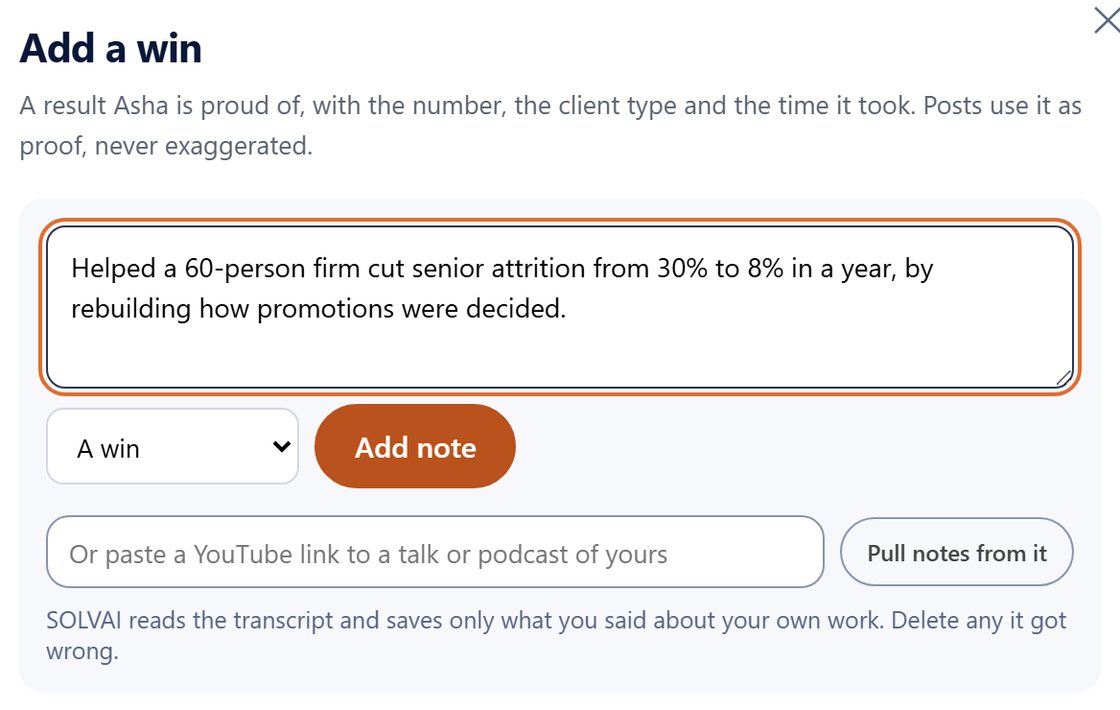 Add a win
A result Asha is proud of, with the number, the client type and the time it took. Posts use it as
proof, never exaggerated.
Helped a 60-person firm cut senior attrition from 30% to 8% in a year, by
rebuilding how promotions were decided.
A win
Add note
Or paste a YouTube link to a talk or podcast of yours
Pull notes from it
SOLVAI reads the transcript and saves only what you said about your own work. Delete any it got
wrong.